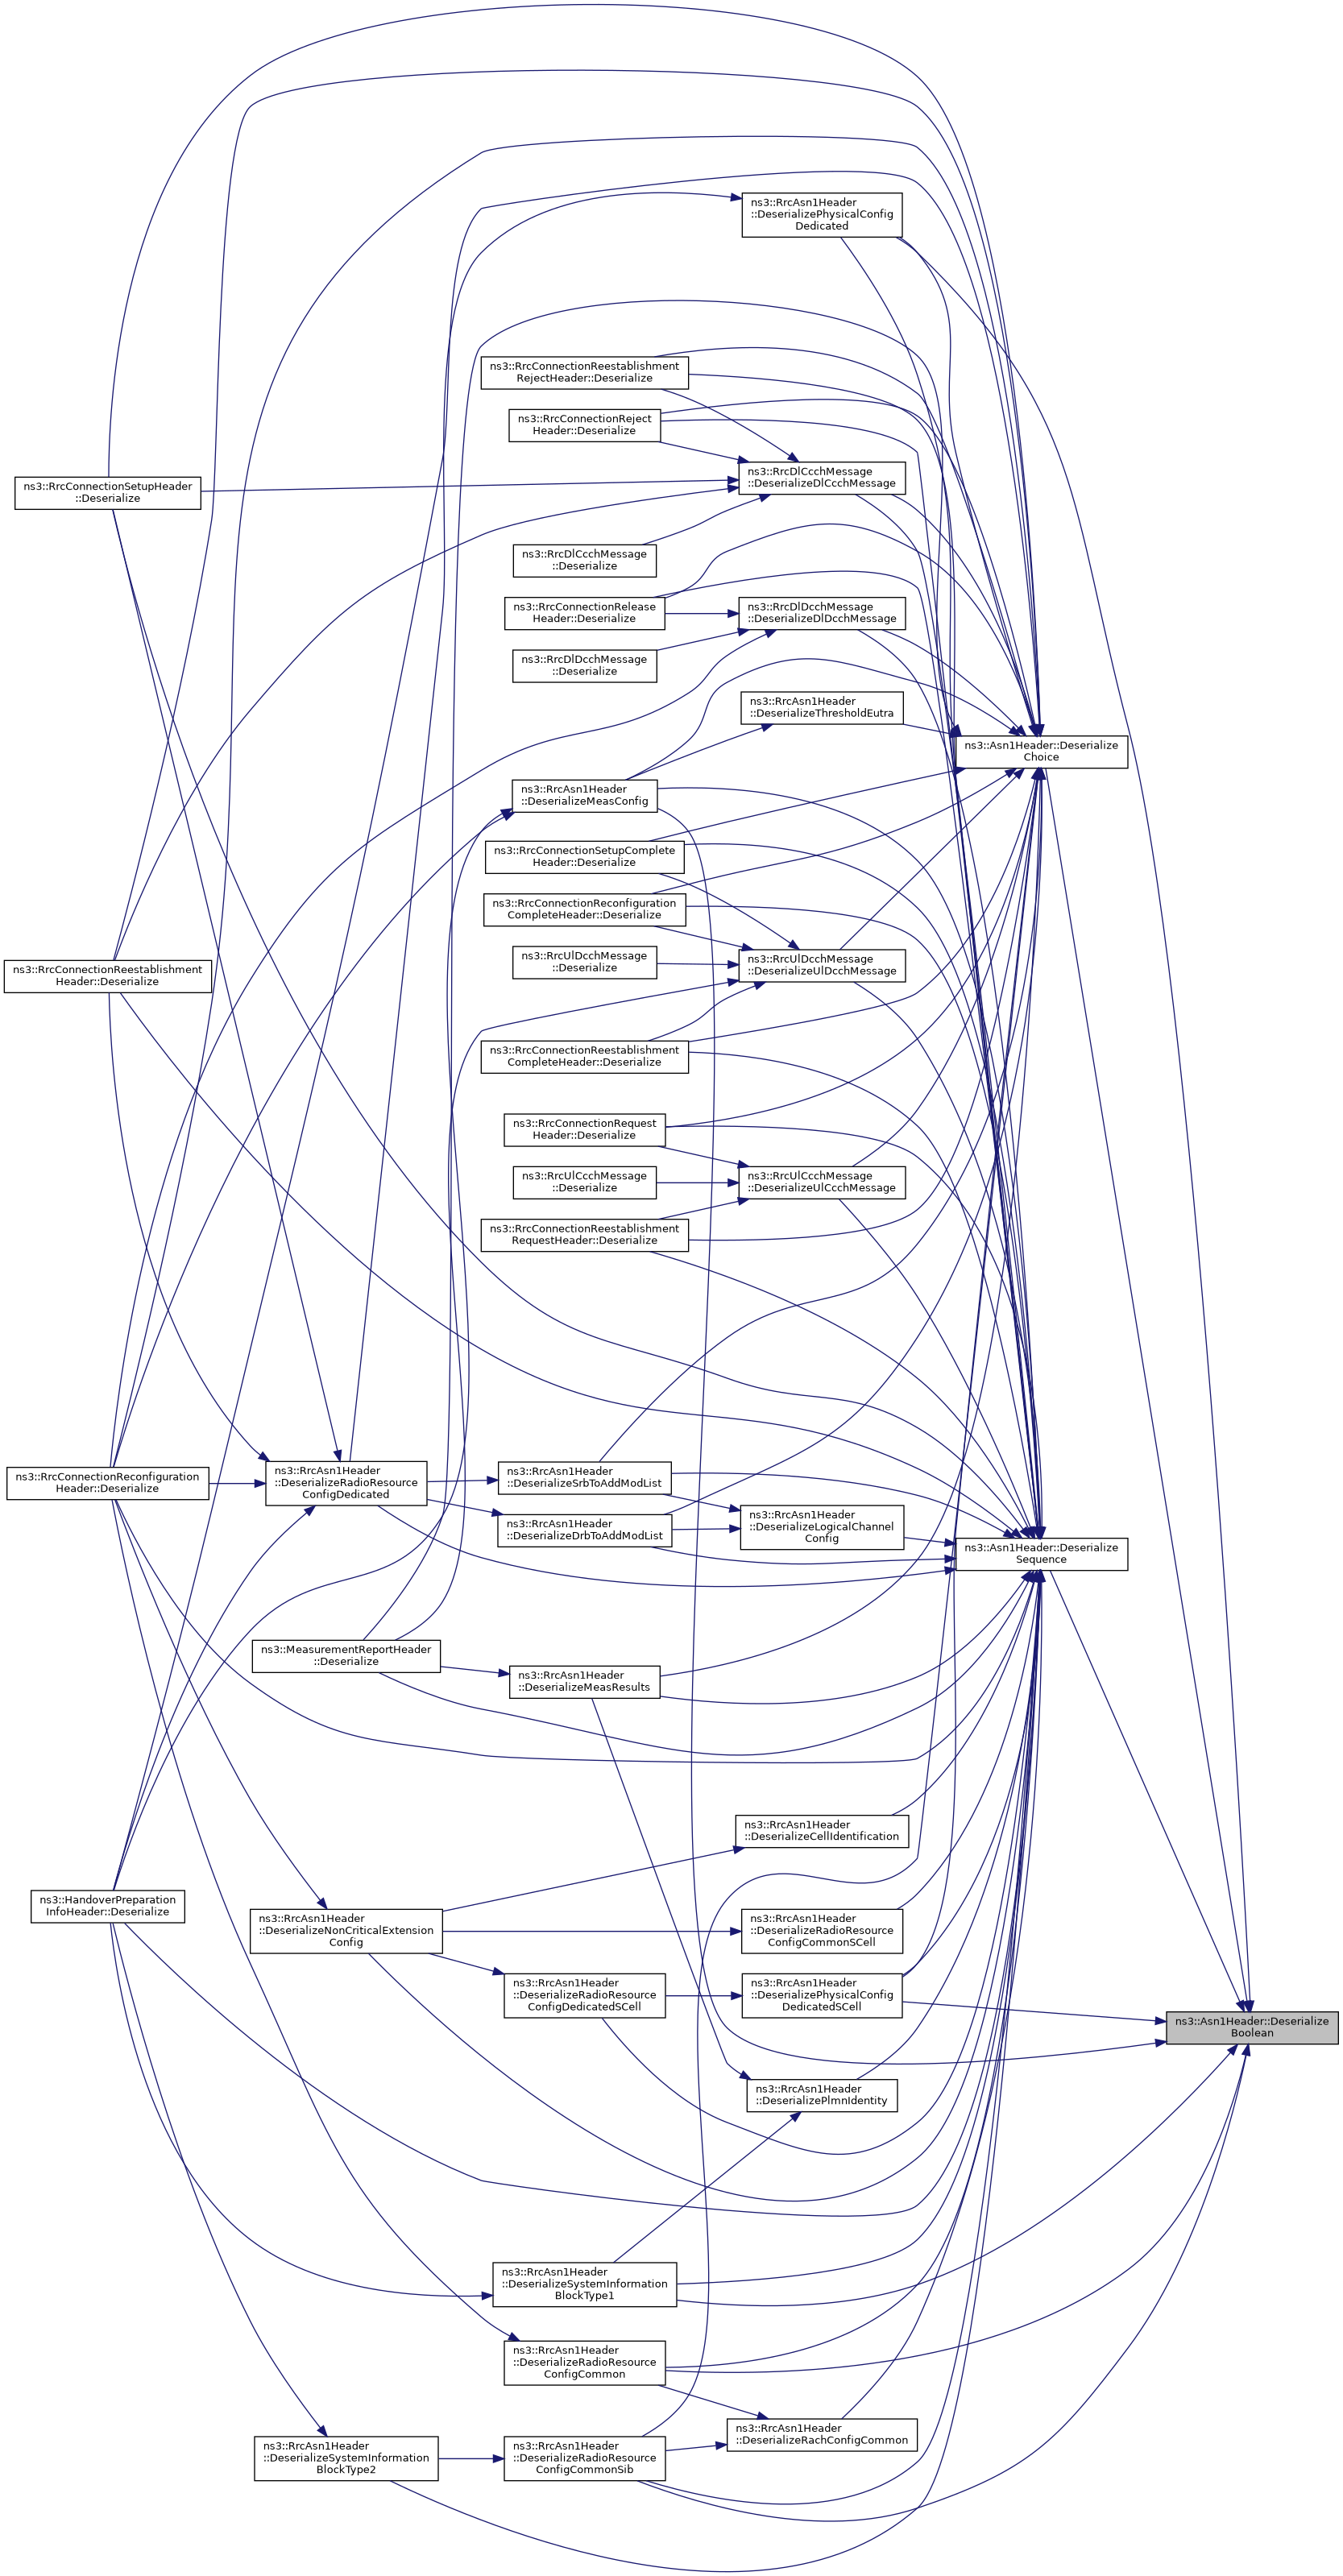 ns3::RrcAsn1Header
::DeserializePhysicalConfig
Dedicated
ns3::RrcConnectionReestablishment
RejectHeader::Deserialize
ns3::RrcConnectionReject
Header::Deserialize
ns3::RrcDlCcchMessage
::DeserializeDlCcchMessage
ns3::RrcConnectionSetupHeader
::Deserialize
ns3::RrcDlCcchMessage
::Deserialize
ns3::RrcConnectionRelease
Header::Deserialize
ns3::RrcDlDcchMessage
::DeserializeDlDcchMessage
ns3::RrcDlDcchMessage
::Deserialize
ns3::RrcAsn1Header
::DeserializeThresholdEutra
ns3::Asn1Header::Deserialize
Choice
ns3::RrcAsn1Header
::DeserializeMeasConfig
ns3::RrcConnectionSetupComplete
Header::Deserialize
ns3::RrcConnectionReconfiguration
CompleteHeader::Deserialize
ns3::RrcUlDcchMessage
::Deserialize
ns3::RrcUlDcchMessage
::DeserializeUlDcchMessage
ns3::RrcConnectionReestablishment
Header::Deserialize
ns3::RrcConnectionReestablishment
CompleteHeader::Deserialize
ns3::RrcConnectionRequest
Header::Deserialize
ns3::RrcUlCcchMessage
::Deserialize
ns3::RrcUlCcchMessage
::DeserializeUlCcchMessage
ns3::RrcConnectionReestablishment
RequestHeader::Deserialize
ns3::RrcConnectionReconfiguration
Header::Deserialize
ns3::RrcAsn1Header
::DeserializeRadioResource
ConfigDedicated
ns3::RrcAsn1Header
::DeserializeSrbToAddModList
ns3::RrcAsn1Header
::DeserializeDrbToAddModList
ns3::RrcAsn1Header
::DeserializeLogicalChannel
Config
ns3::Asn1Header::Deserialize
Sequence
ns3::MeasurementReportHeader
::Deserialize
ns3::RrcAsn1Header
::DeserializeMeasResults
ns3::RrcAsn1Header
::DeserializeCellIdentification
ns3::HandoverPreparation
InfoHeader::Deserialize
ns3::RrcAsn1Header
::DeserializeNonCriticalExtension
Config
ns3::RrcAsn1Header
::DeserializeRadioResource
ConfigCommonSCell
ns3::RrcAsn1Header
::DeserializeRadioResource
ConfigDedicatedSCell
ns3::RrcAsn1Header
::DeserializePhysicalConfig
DedicatedSCell
ns3::Asn1Header::Deserialize
Boolean
ns3::RrcAsn1Header
::DeserializePlmnIdentity
ns3::RrcAsn1Header
::DeserializeSystemInformation
BlockType1
ns3::RrcAsn1Header
::DeserializeRadioResource
ConfigCommon
ns3::RrcAsn1Header
::DeserializeRachConfigCommon
ns3::RrcAsn1Header
::DeserializeSystemInformation
BlockType2
ns3::RrcAsn1Header
::DeserializeRadioResource
ConfigCommonSib